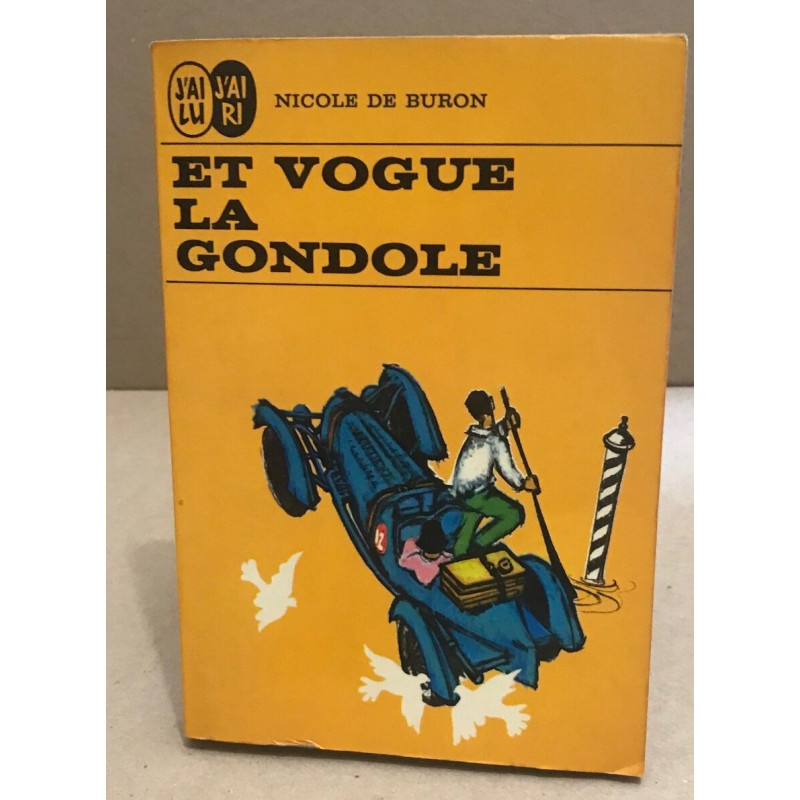 J'AI LU
J'AI RI
NICOLE DE BURON
ET VOGUE
LA
GONDOLE
12